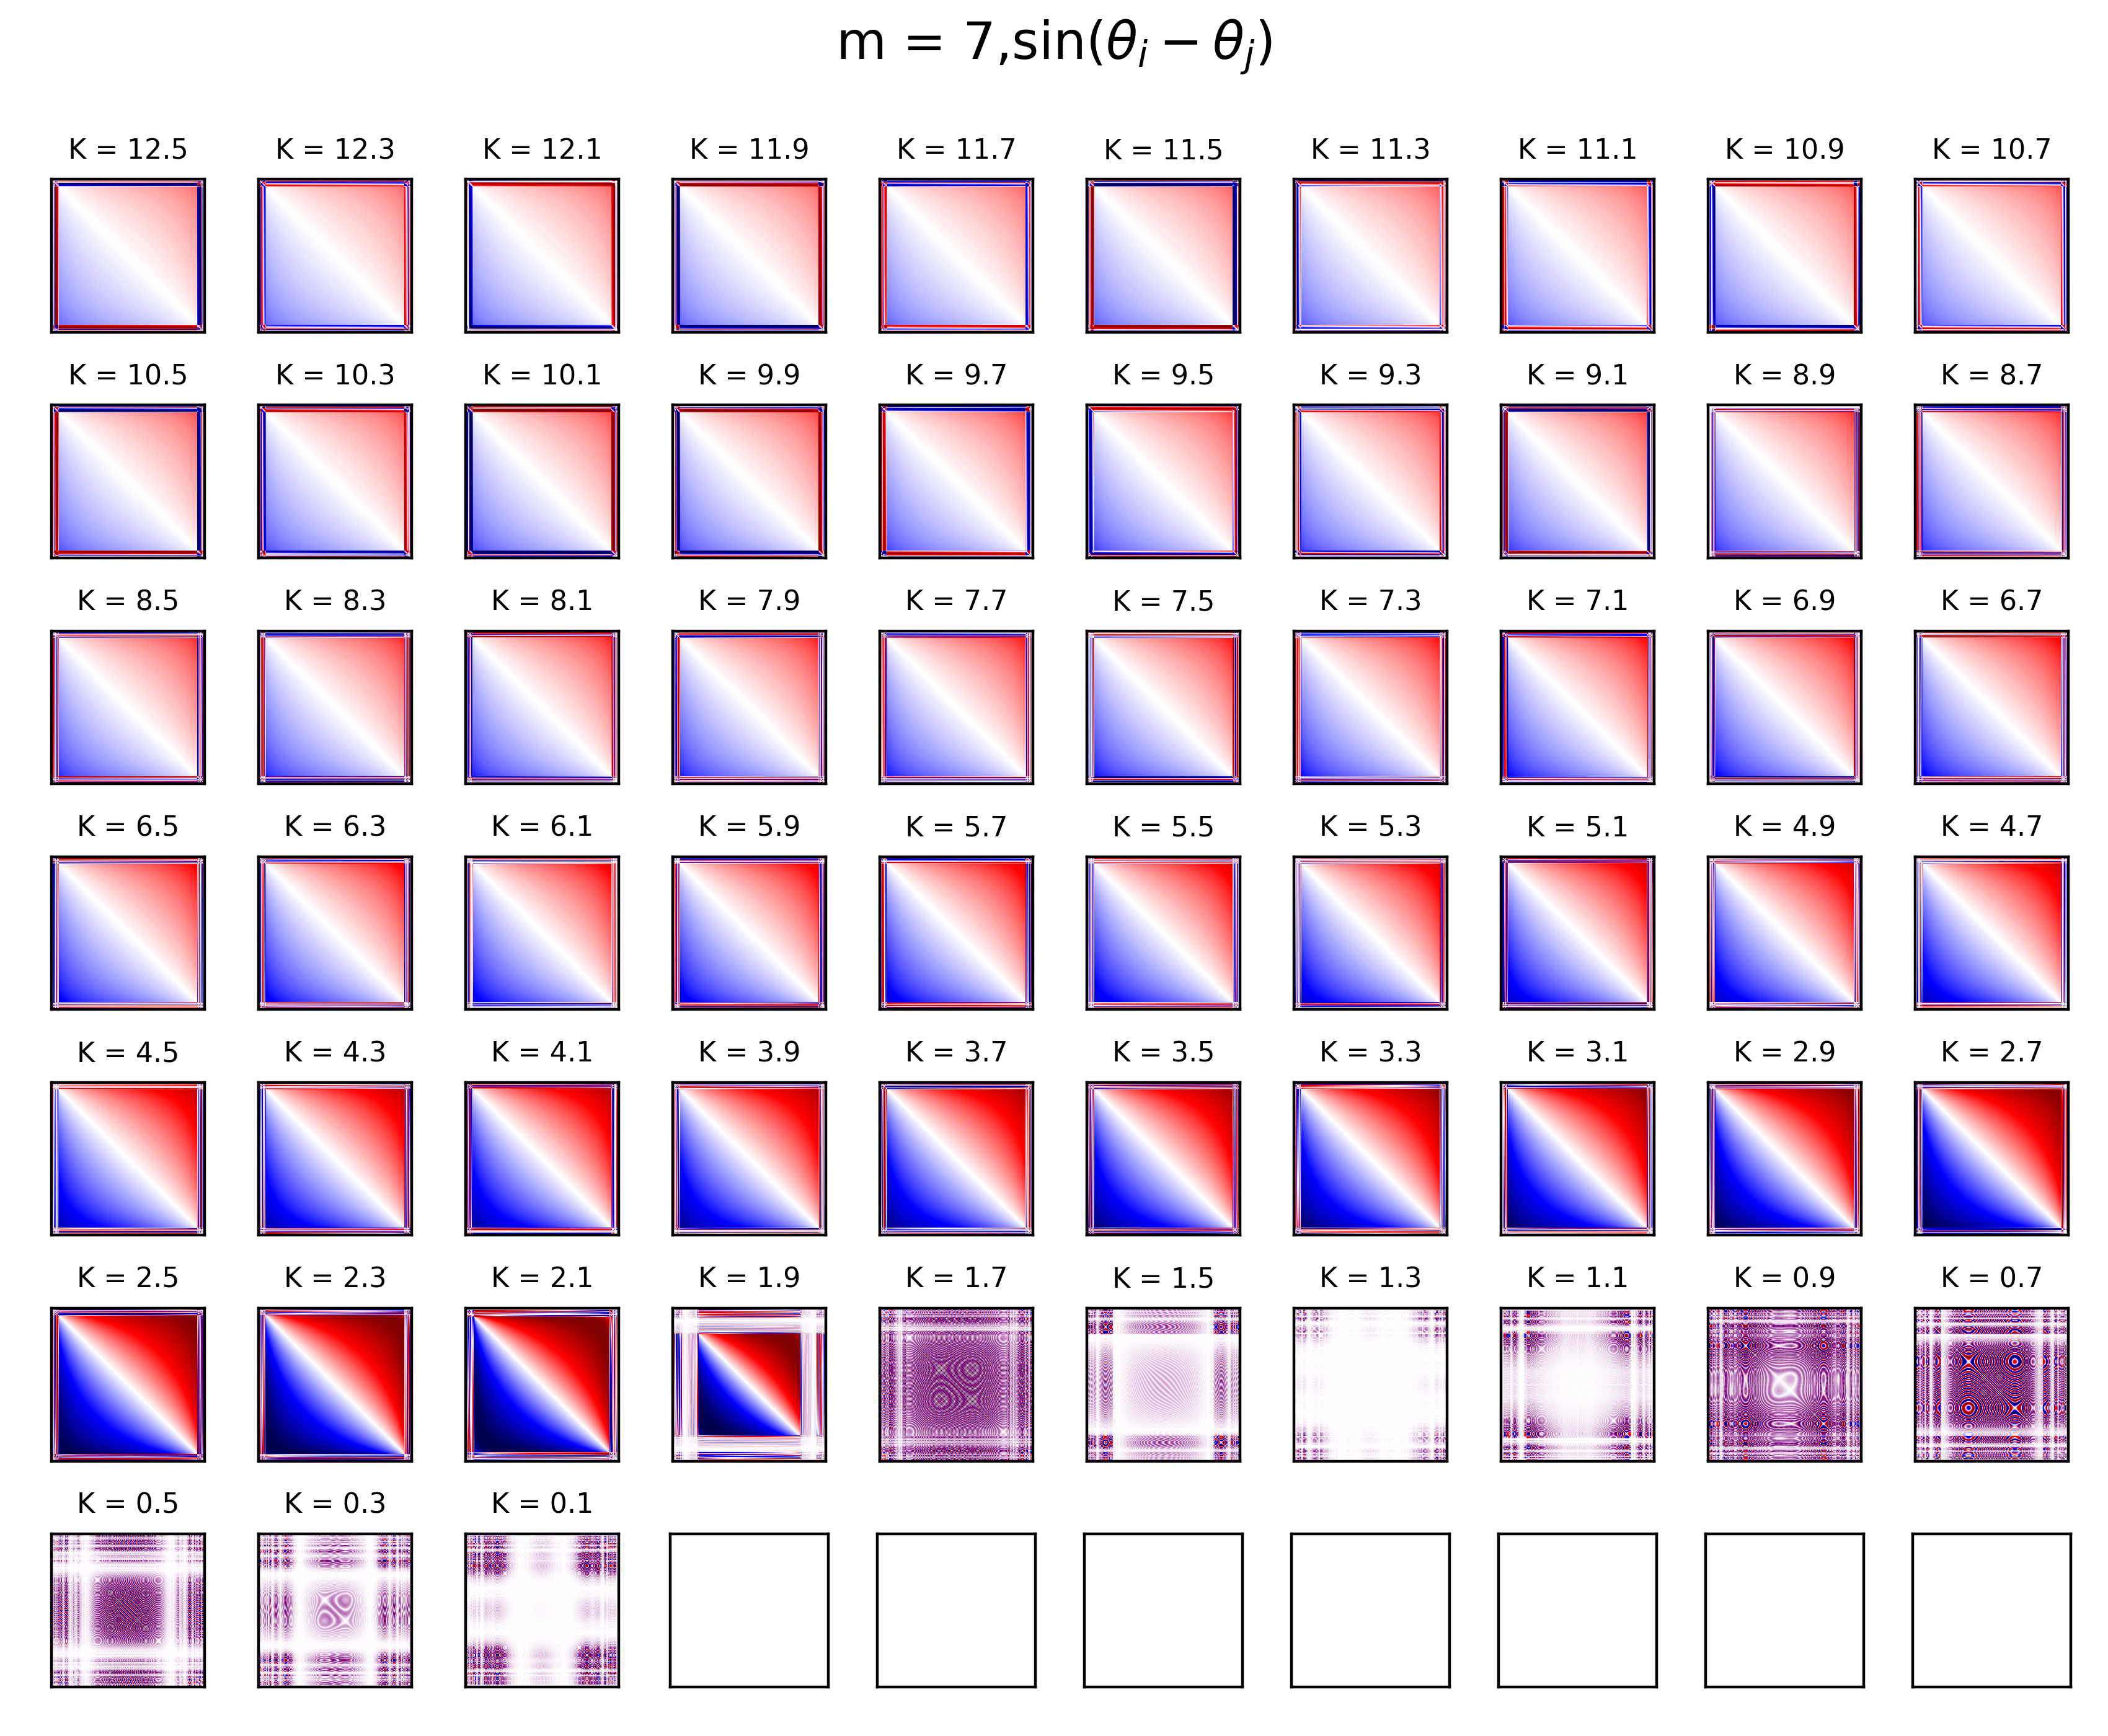 m = 7,sin(θᵢ − θⱼ)
K = 12.5 K = 12.3 K = 12.1 K = 11.9 K = 11.7 K = 11.5 K = 11.3 K = 11.1 K = 10.9 K = 10.7
K = 10.5 K = 10.3 K = 10.1 K = 9.9 K = 9.7 K = 9.5 K = 9.3 K = 9.1 K = 8.9 K = 8.7
K = 8.5 K = 8.3 K = 8.1 K = 7.9 K = 7.7 K = 7.5 K = 7.3 K = 7.1 K = 6.9 K = 6.7
K = 6.5 K = 6.3 K = 6.1 K = 5.9 K = 5.7 K = 5.5 K = 5.3 K = 5.1 K = 4.9 K = 4.7
K = 4.5 K = 4.3 K = 4.1 K = 3.9 K = 3.7 K = 3.5 K = 3.3 K = 3.1 K = 2.9 K = 2.7
K = 2.5 K = 2.3 K = 2.1 K = 1.9 K = 1.7 K = 1.5 K = 1.3 K = 1.1 K = 0.9 K = 0.7
K = 0.5 K = 0.3 K = 0.1